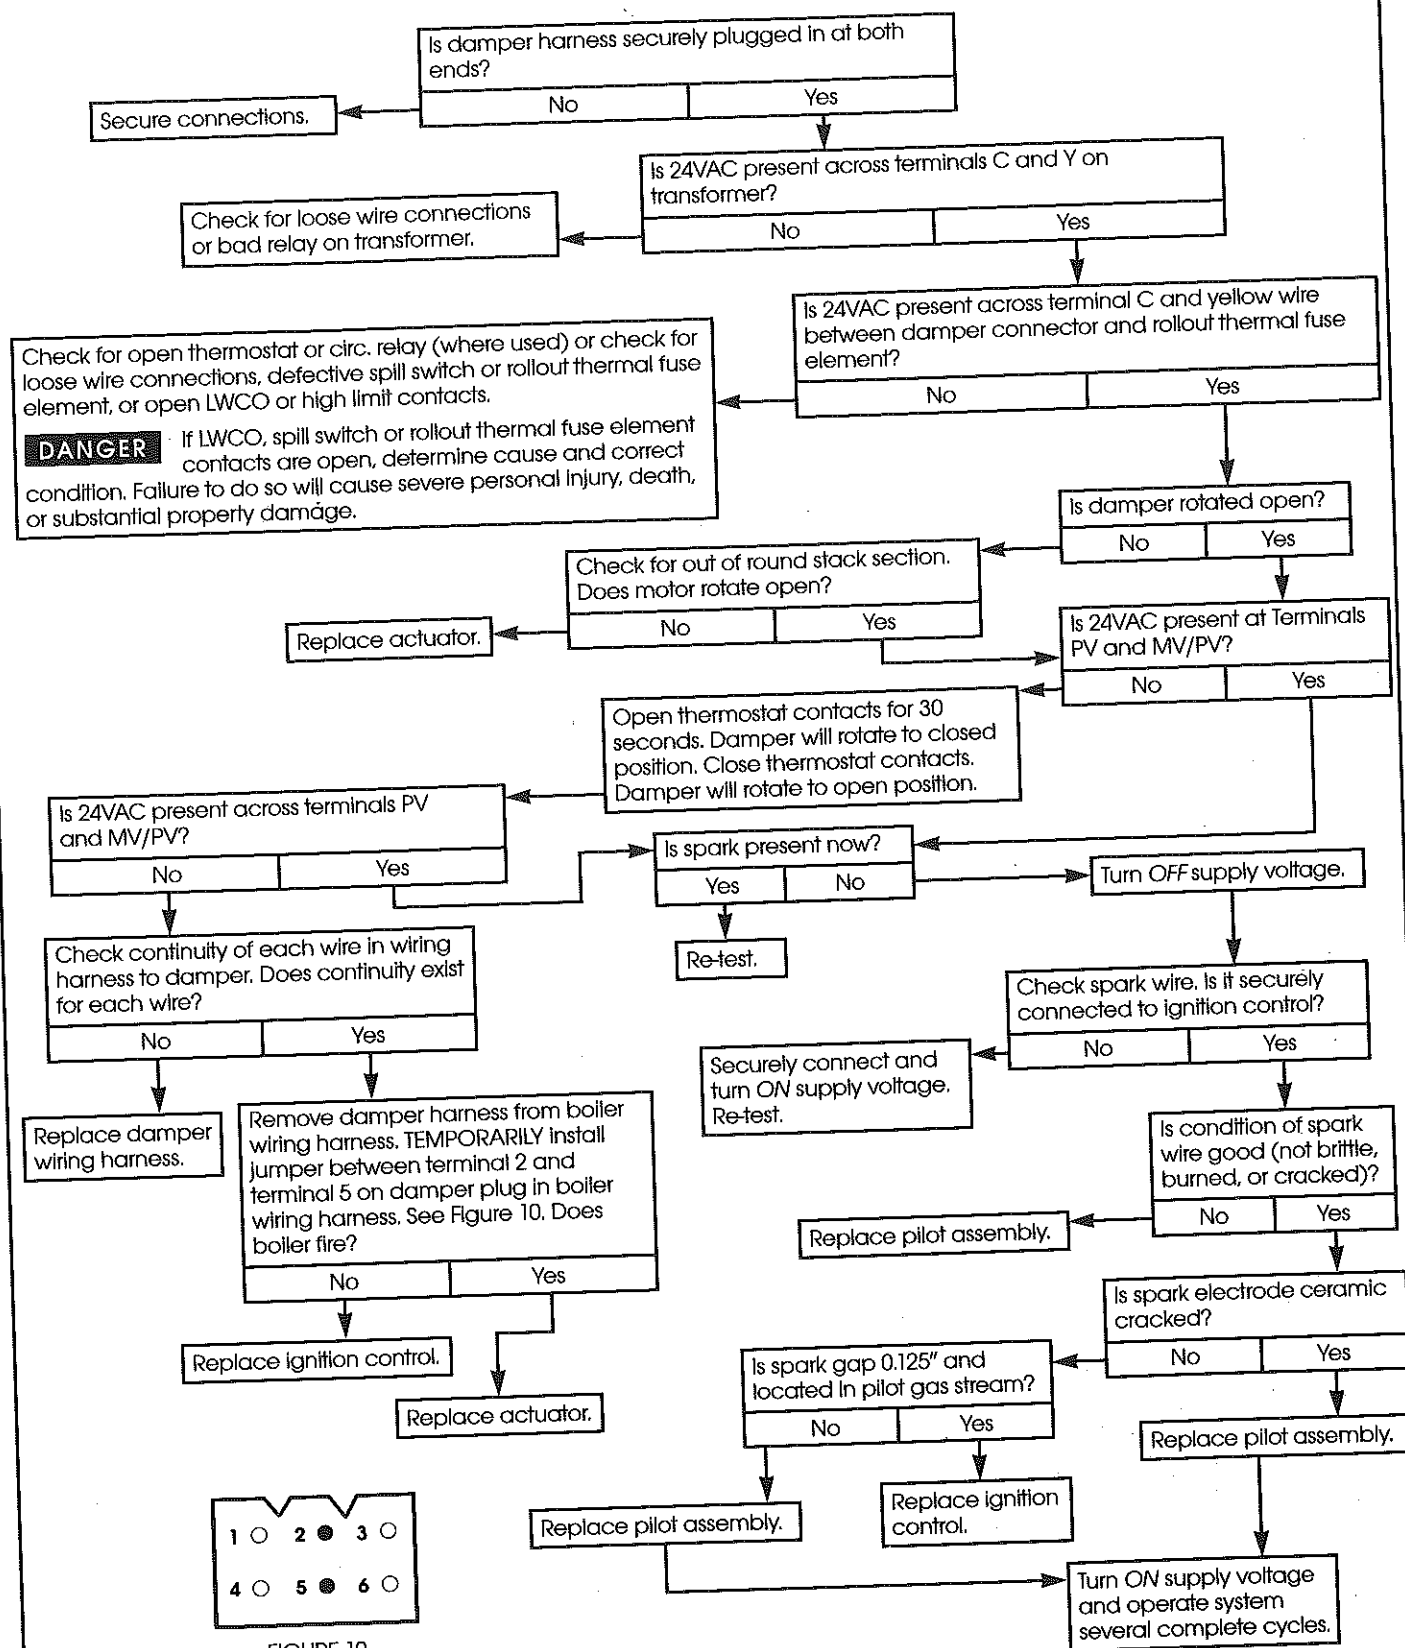 Is damper harness securely plugged in at both
ends?
No
Yes
Secure connections.
Is 24VAC present across terminals C and Y on
transformer?
No
Yes
Check for loose wire connections
or bad relay on transformer.
Is 24VAC present across terminal C and yellow wire
between damper connector and rollout thermal fuse
element?
No
Yes
Check for open thermostat or circ. relay (where used) or check for
loose wire connections, defective spill switch or rollout thermal fuse
element, or open LWCO or high limit contacts.
DANGER If LWCO, spill switch or rollout thermal fuse element
contacts are open, determine cause and correct
condition. Failure to do so will cause severe personal injury, death,
or substantial property damage.
Is damper rotated open?
No
Yes
Check for out of round stack section.
Does motor rotate open?
No
Yes
Replace actuator.
Is 24VAC present at Terminals
PV and MV/PV?
No
Yes
Open thermostat contacts for 30
seconds. Damper will rotate to closed
position. Close thermostat contacts.
Damper will rotate to open position.
Is 24VAC present across terminals PV
and MV/PV?
No
Yes
Is spark present now?
Yes
No
Turn OFF supply voltage.
Re-test.
Check continuity of each wire in wiring
harness to damper. Does continuity exist
for each wire?
No
Yes
Check spark wire. Is it securely
connected to ignition control?
No
Yes
Securely connect and
turn ON supply voltage.
Re-test.
Replace damper
wiring harness.
Remove damper harness from boiler
wiring harness. TEMPORARILY install
jumper between terminal 2 and
terminal 5 on damper plug in boiler
wiring harness. See Figure 10. Does
boiler fire?
No
Yes
Is condition of spark
wire good (not brittle,
burned, or cracked)?
No
Yes
Replace pilot assembly.
Is spark electrode ceramic
cracked?
No
Yes
Replace ignition control.
Replace actuator.
Is spark gap 0.125" and
located in pilot gas stream?
No
Yes
Replace pilot assembly.
Replace pilot assembly.
Replace ignition
control.
Turn ON supply voltage
and operate system
several complete cycles.
1 2 3
4 5 6
FIGURE 10